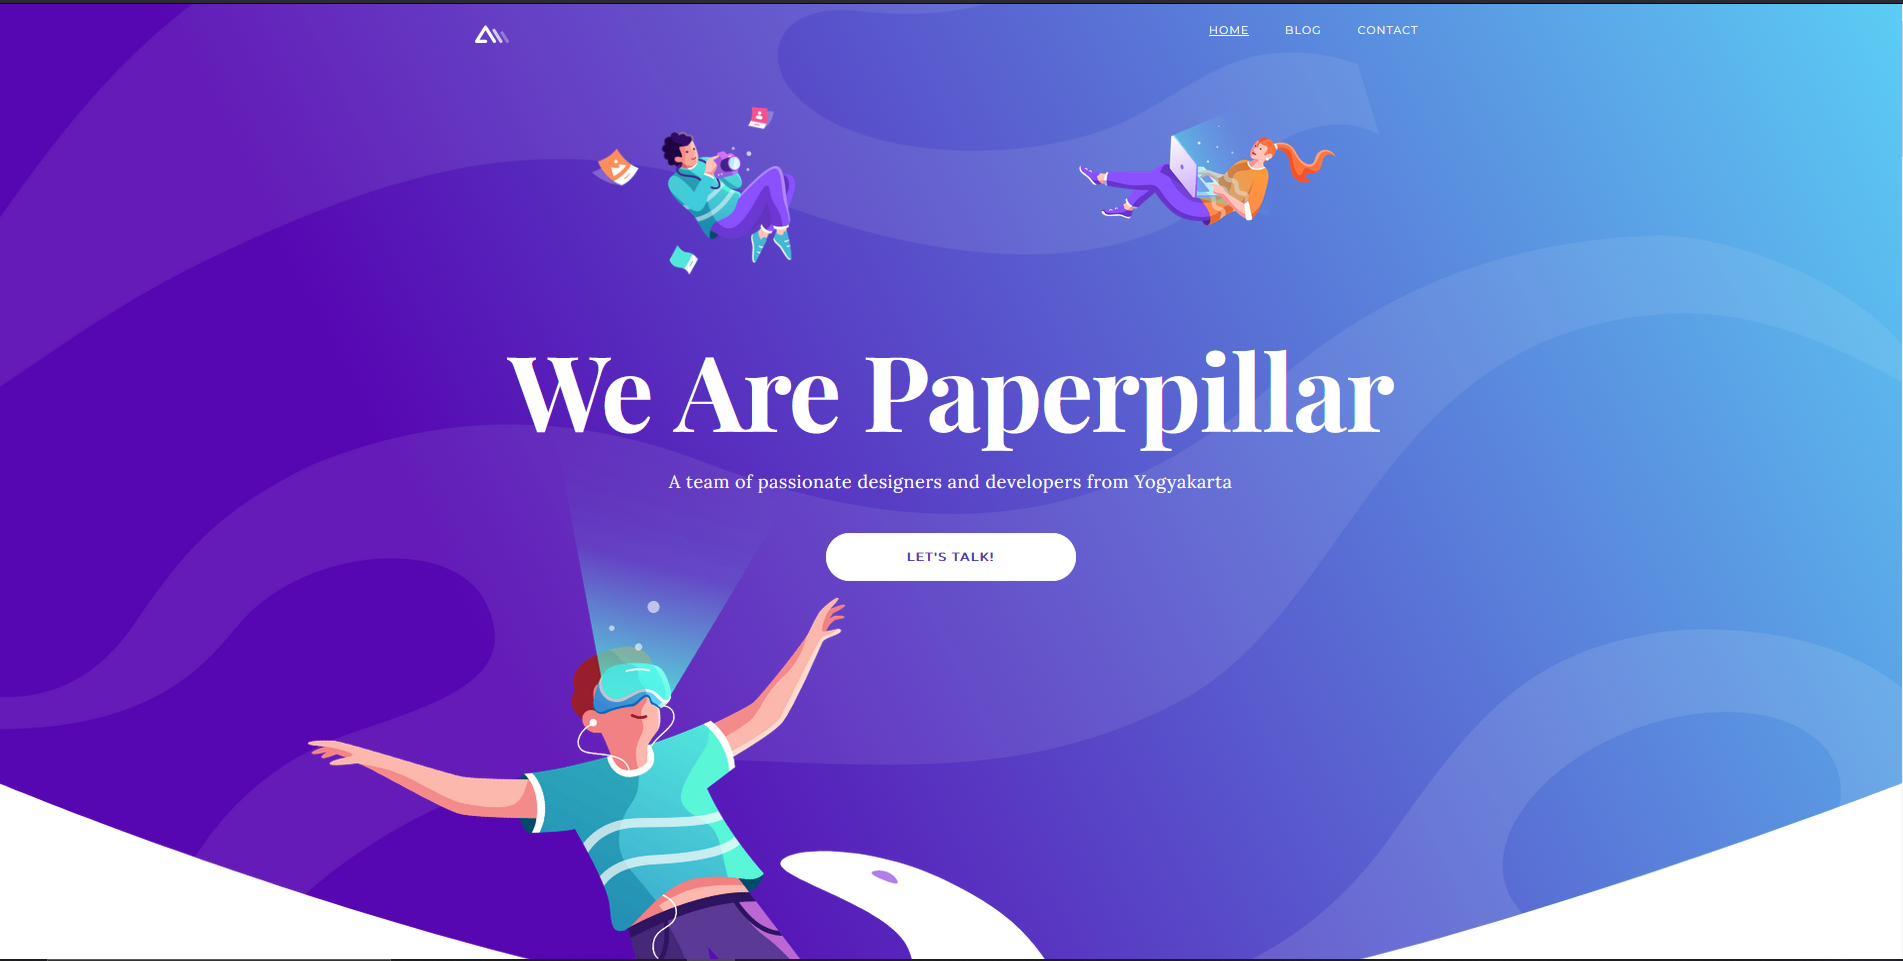 HOME BLOG CONTACT
We Are Paperpillar
A team of passionate designers and developers from Yogyakarta
LET'S TALK!